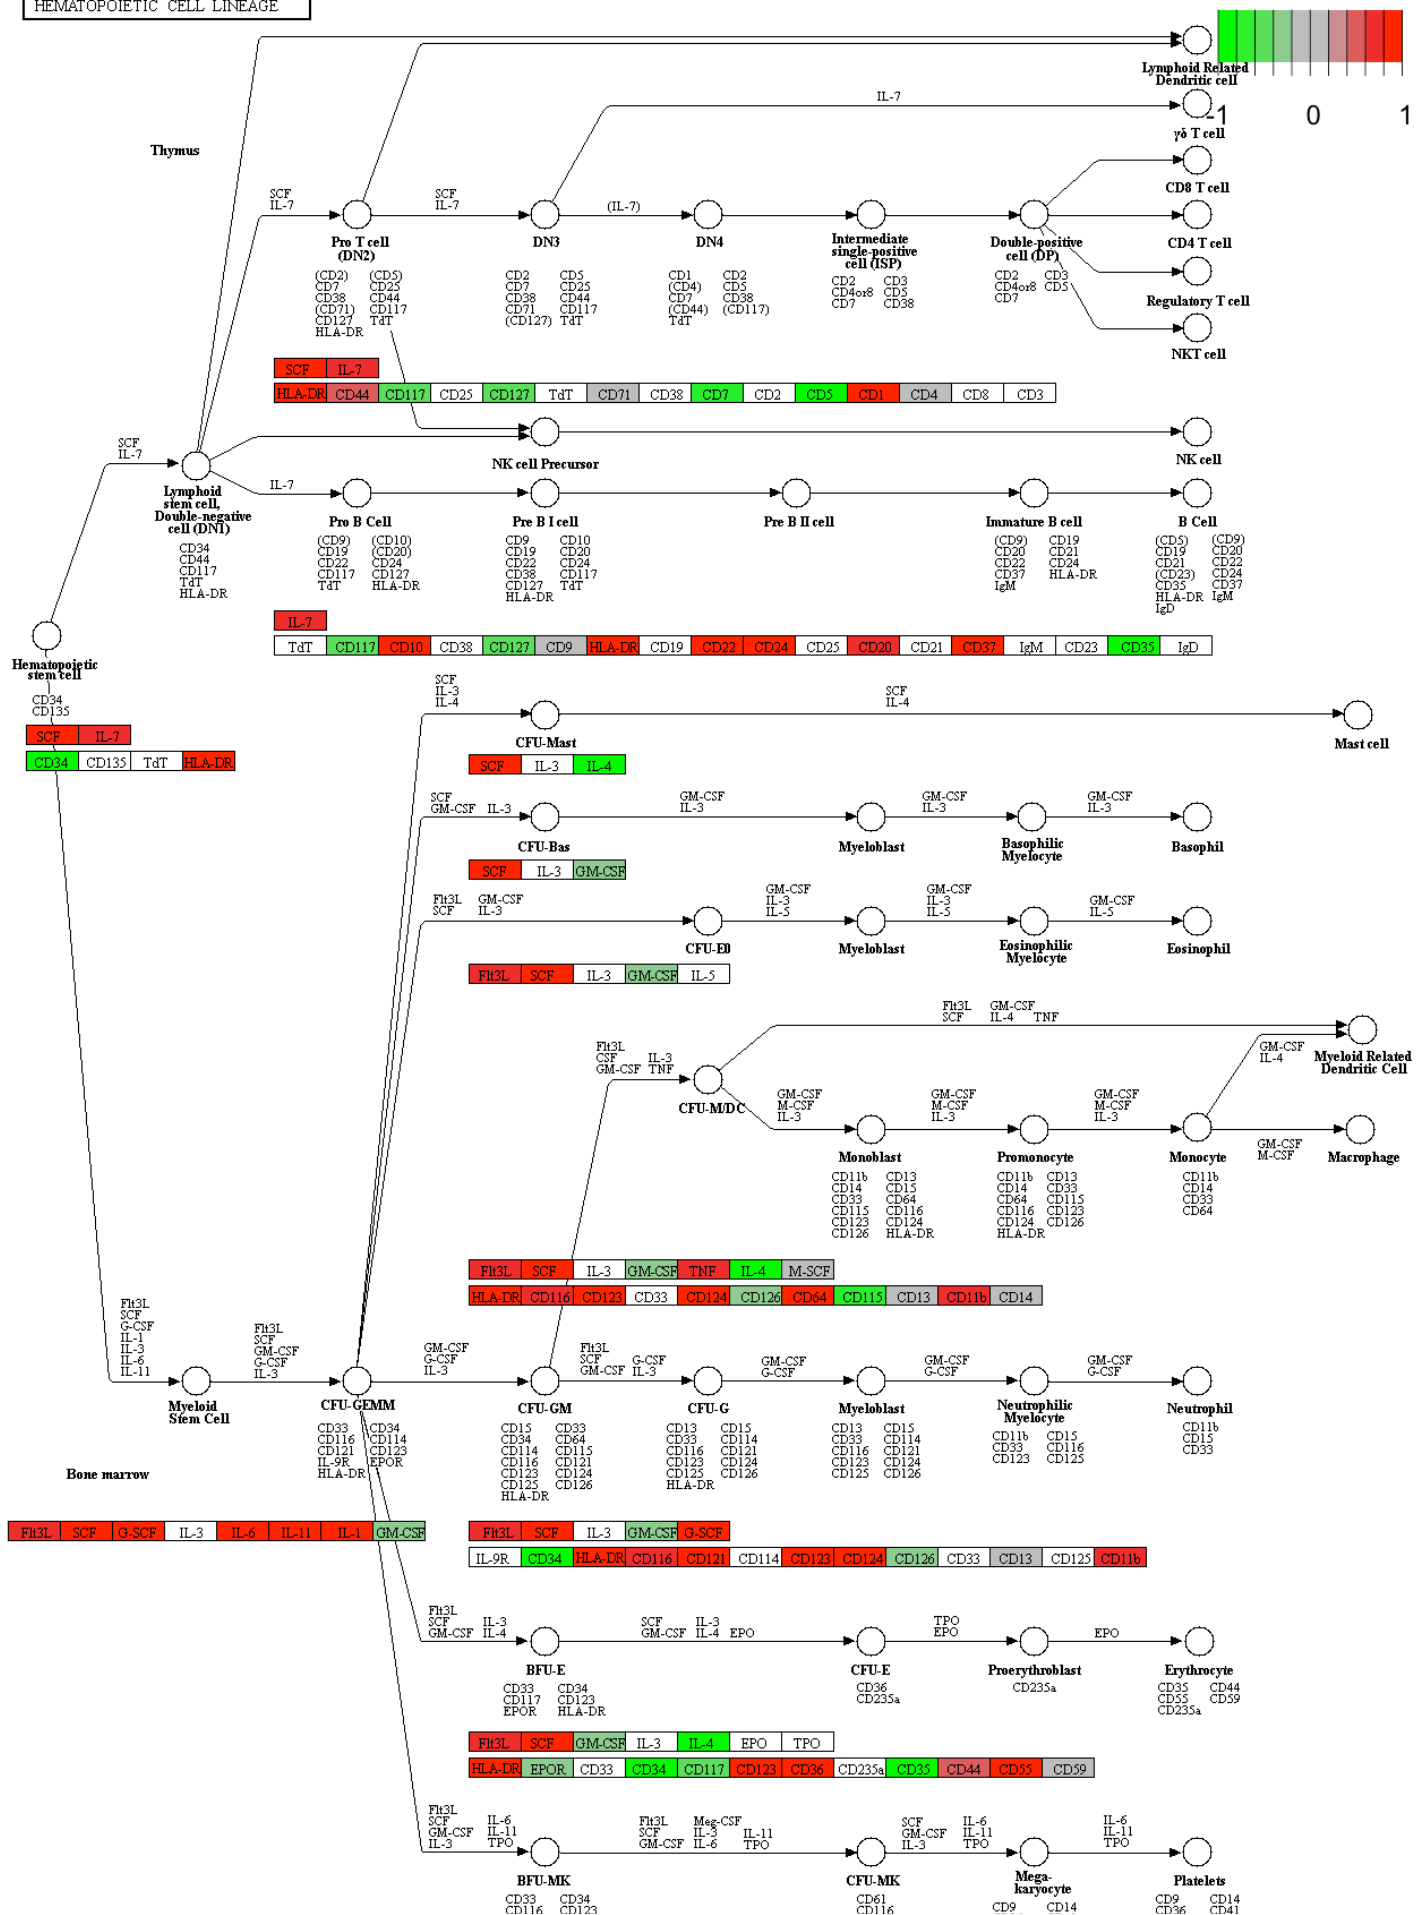 HEMATOPOIETIC CELL LINEAGE
-1 0 1
Lymphoid Related
Dendritic cell
IL-7
γδ T cell
Thymus
CD8 T cell
SCF
IL-7
SCF
IL-7
(IL-7)
Pro T cell
(DN2)
DN3
DN4
Intermediate
single-positive
cell (ISP)
Double-positive
cell (DP)
CD4 T cell
Regulatory T cell
NKT cell
(CD2) (CD5)
CD7 CD25
CD38 CD44
(CD71) CD117
CD127 TdT
HLA-DR
CD2 CD5
CD7 CD25
CD38 CD44
CD71 CD117
(CD127) TdT
CD1 CD2
(CD4) CD5
CD7 CD38
(CD44) (CD117)
TdT
CD2 CD3
CD4or8 CD5
CD7 CD38
CD2 CD3
CD4or8 CD5
CD7
SCF IL-7
HLA-DR CD44 CD117 CD25 CD127 TdT CD71 CD38 CD7 CD2 CD5 CD1 CD4 CD8 CD3
SCF
IL-7
NK cell Precursor
NK cell
IL-7
Lymphoid
stem cell,
Double-negative
cell (DN1)
Pro B Cell
Pre B I cell
Pre B II cell
Immature B cell
B Cell
CD34
CD44
CD117
TdT
HLA-DR
(CD9) (CD10)
CD19 (CD20)
CD22 CD24
CD117 CD127
TdT HLA-DR
CD9 CD10
CD19 CD20
CD22 CD24
CD38 CD117
CD127 TdT
HLA-DR
(CD9) CD19
CD20 CD21
CD22 CD24
CD37 HLA-DR
IgM
(CD5) (CD9)
CD19 CD20
CD21 CD22
(CD23) CD24
CD35 CD37
HLA-DR IgM
IgD
IL-7
TdT CD117 CD10 CD38 CD127 CD9 HLA-DR CD19 CD22 CD24 CD25 CD20 CD21 CD37 IgM CD23 CD35 IgD
Hematopoietic
stem cell
CD34
CD135
SCF IL-7
CD34 CD135 TdT HLA-DR
SCF
IL-3
IL-4
SCF
IL-4
CFU-Mast
Mast cell
SCF IL-3 IL-4
SCF
GM-CSF IL-3
GM-CSF
IL-3
GM-CSF
IL-3
GM-CSF
IL-3
CFU-Bas
Myeloblast
Basophilic
Myelocyte
Basophil
SCF IL-3 GM-CSF
Flt3L GM-CSF
SCF IL-3
GM-CSF
IL-3
IL-5
GM-CSF
IL-3
IL-5
GM-CSF
IL-5
CFU-E0
Myeloblast
Eosinophilic
Myelocyte
Eosinophil
Flt3L SCF IL-3 GM-CSF IL-5
Flt3L GM-CSF
SCF IL-4 TNF
Flt3L
CSF IL-3
GM-CSF TNF
GM-CSF
IL-4
Myeloid Related
Dendritic Cell
CFU-M/DC
GM-CSF
M-CSF
IL-3
GM-CSF
M-CSF
IL-3
GM-CSF
M-CSF
IL-3
GM-CSF
M-CSF
Monoblast
Promonocyte
Monocyte
Macrophage
CD11b CD13
CD14 CD15
CD33 CD64
CD115 CD116
CD123 CD124
CD126 HLA-DR
CD11b CD13
CD14 CD33
CD64 CD115
CD116 CD123
CD124 CD126
HLA-DR
CD11b
CD14
CD33
CD64
Flt3L SCF IL-3 GM-CSF TNF IL-4 M-SCF
HLA-DR CD116 CD123 CD33 CD124 CD126 CD64 CD115 CD13 CD11b CD14
Flt3L
SCF
G-CSF
IL-1
IL-3
IL-6
IL-11
Flt3L
SCF
GM-CSF
G-CSF
IL-3
GM-CSF
G-CSF
IL-3
Flt3L
SCF G-CSF
GM-CSF IL-3
GM-CSF
G-CSF
GM-CSF
G-CSF
GM-CSF
G-CSF
Myeloid
Stem Cell
CFU-GEMM
CFU-GM
CFU-G
Myeloblast
Neutrophilic
Myelocyte
Neutrophil
CD33 CD34
CD116 CD114
CD121 CD123
IL-9R EPOR
HLA-DR
CD15 CD33
CD34 CD64
CD114 CD115
CD116 CD121
CD123 CD124
CD125 CD126
HLA-DR
CD13 CD15
CD33 CD114
CD116 CD121
CD123 CD124
CD125 CD126
HLA-DR
CD13 CD15
CD33 CD114
CD116 CD121
CD123 CD124
CD125 CD126
CD11b CD15
CD33 CD116
CD123 CD125
CD11b
CD15
CD33
Bone marrow
Flt3L SCF G-SCF IL-3 IL-6 IL-11 IL-1 GM-CSF
Flt3L SCF IL-3 GM-CSF G-SCF
IL-9R CD34 HLA-DR CD116 CD121 CD114 CD123 CD124 CD126 CD33 CD13 CD125 CD11b
Flt3L
SCF IL-3
GM-CSF IL-4
SCF IL-3
GM-CSF IL-4 EPO
TPO
EPO
EPO
BFU-E
CFU-E
Proerythroblast
Erythrocyte
CD33 CD34
CD117 CD123
EPOR HLA-DR
CD36
CD235a
CD235a
CD35 CD44
CD55 CD59
CD235a
Flt3L SCF GM-CSF IL-3 IL-4 EPO TPO
HLA-DR EPOR CD33 CD34 CD117 CD123 CD36 CD235a CD35 CD44 CD55 CD59
Flt3L
SCF IL-6
GM-CSF IL-11
IL-3 TPO
Flt3L Meg-CSF
SCF IL-3 IL-11
GM-CSF IL-6 TPO
SCF IL-6
GM-CSF IL-11
IL-3 TPO
IL-6
IL-11
TPO
BFU-MK
CFU-MK
Mega-
karyocyte
Platelets
CD33 CD34
CD116 CD123
CD61
CD116
CD9 CD14
CD9 CD14
CD36 CD41